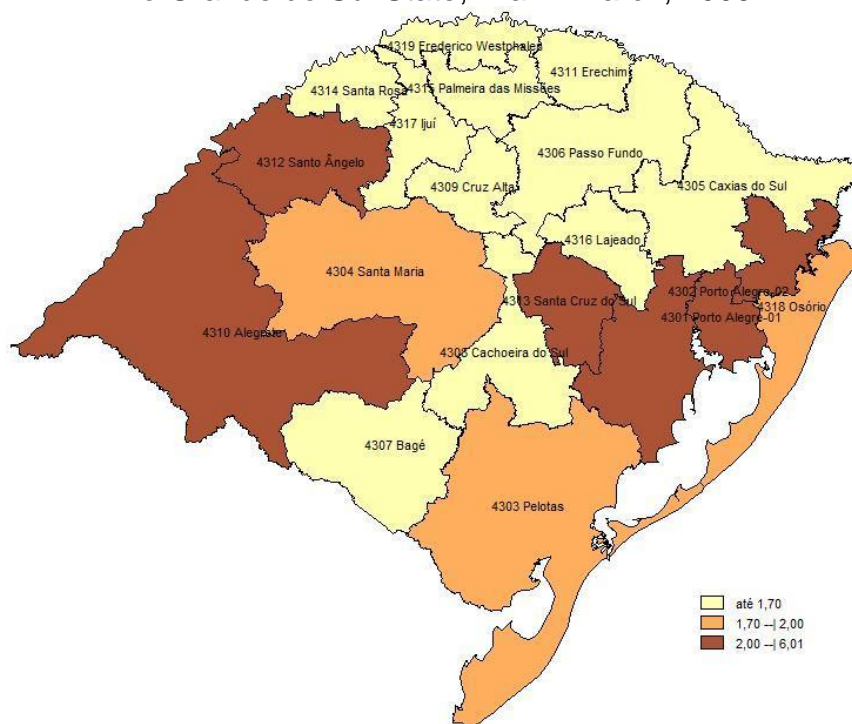 4319 Frederico Westphalen
4311 Erechim
4314 Santa Rosa
4315 Palmeira das Missões
4317 Ijuí
4312 Santo Ângelo
4306 Passo Fundo
4309 Cruz Alta
4305 Caxias do Sul
4316 Lajeado
4304 Santa Maria
4302 Porto Alegre-02
4313 Santa Cruz do Sul
4318 Osório
4301 Porto Alegre-01
4310 Alegrete
4308 Cachoeira do Sul
4307 Bagé
4303 Pelotas
até 1,70
1,70 --| 2,00
2,00 --| 6,01